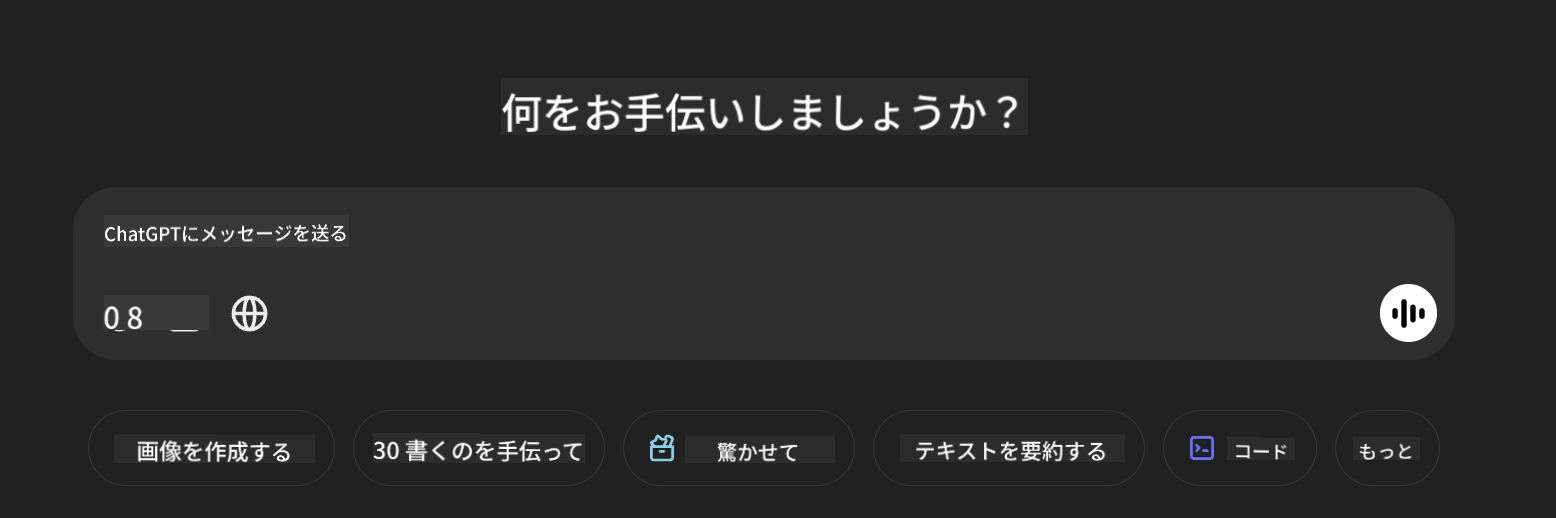 何をお手伝いしましょうか？
ChatGPTにメッセージを送る
0 8
画像を作成する
30 書くのを手伝って
驚かせて
テキストを要約する
コード
もっと